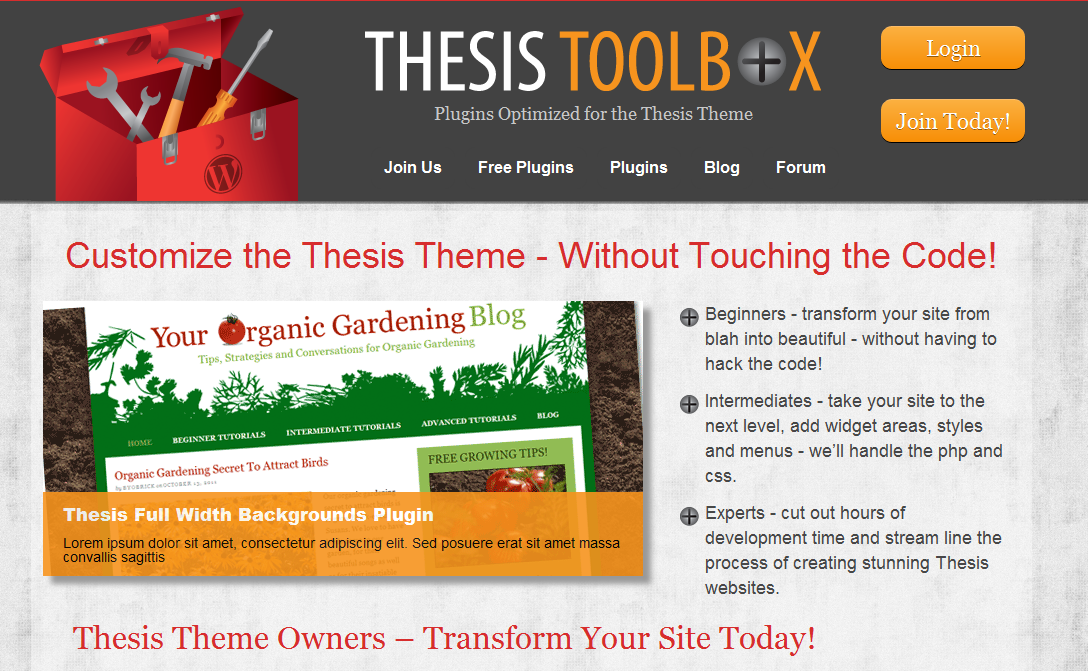 THESIS TOOLBOX
Plugins Optimized for the Thesis Theme
Login
Join Today!
Join Us Free Plugins Plugins Blog Forum
Customize the Thesis Theme - Without Touching the Code!
Your Organic Gardening Blog
Tips, Strategies and Conversations for Organic Gardening
HOME BEGINNER TUTORIALS INTERMEDIATE TUTORIALS ADVANCED TUTORIALS BLOG
Organic Gardening Secret To Attract Birds
FREE GROWING TIPS!
Thesis Full Width Backgrounds Plugin
Lorem ipsum dolor sit amet, consectetur adipiscing elit. Sed posuere erat sit amet massa
convallis sagittis
Beginners - transform your site from
blah into beautiful - without having to
hack the code!
Intermediates - take your site to the
next level, add widget areas, styles
and menus - we’ll handle the php and
css.
Experts - cut out hours of
development time and stream line the
process of creating stunning Thesis
websites.
Thesis Theme Owners – Transform Your Site Today!